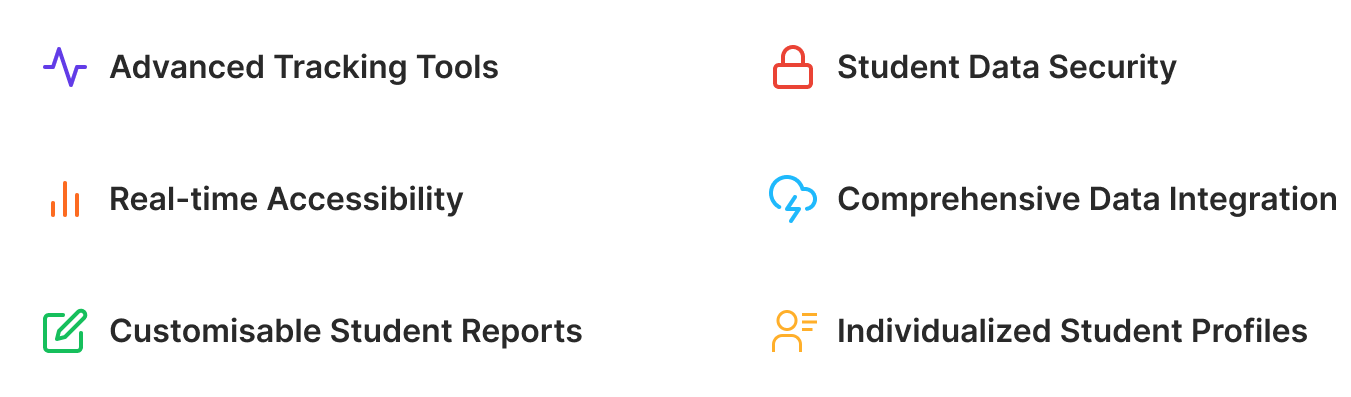 Advanced Tracking Tools
Student Data Security
Real-time Accessibility
Comprehensive Data Integration
Customisable Student Reports
Individualized Student Profiles